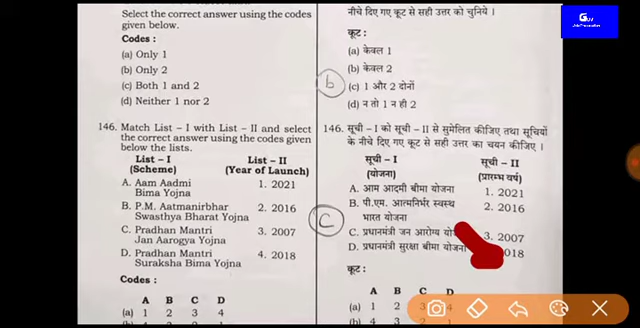 Select the correct answer using the codes
given below.
Codes :
(a) Only 1
(b) Only 2
(c) Both 1 and 2
(d) Neither 1 nor 2
146. Match List – I with List – II and select
the correct answer using the codes given
below the lists.
List – I List – II
(Scheme) (Year of Launch)
A. Aam Aadmi 1. 2021
Bima Yojna
B. P.M. Aatmanirbhar 2. 2016
Swasthya Bharat Yojna
C. Pradhan Mantri 3. 2007
Jan Aarogya Yojna
D. Pradhan Mantri 4. 2018
Suraksha Bima Yojna
Codes :
A B C D
(a) 1 2 3 4
नीचे दिए गए कूट से सही उत्तर को चुनिये ।
कूट :
(a) केवल 1
(b) केवल 2
b
(c) 1 और 2 दोनों
(d) न तो 1 न ही 2
146. सूची -I को सूची -II से सुमेलित कीजिए तथा सूचियों
के नीचे दिए गए कूट से सही उत्तर का चयन कीजिए ।
सूची -I सूची -II
(योजना) (प्रारम्भ वर्ष)
A. आम आदमी बीमा योजना 1. 2021
B. पी.एम. आत्मनिर्भर स्वस्थ 2. 2016
भारत योजना
C
C. प्रधानमंत्री जन आरोग्य 3. 2007
D. प्रधानमंत्री सुरक्षा बीमा योजना 018
कूट :
A B C D
(a) 1 2 3 4